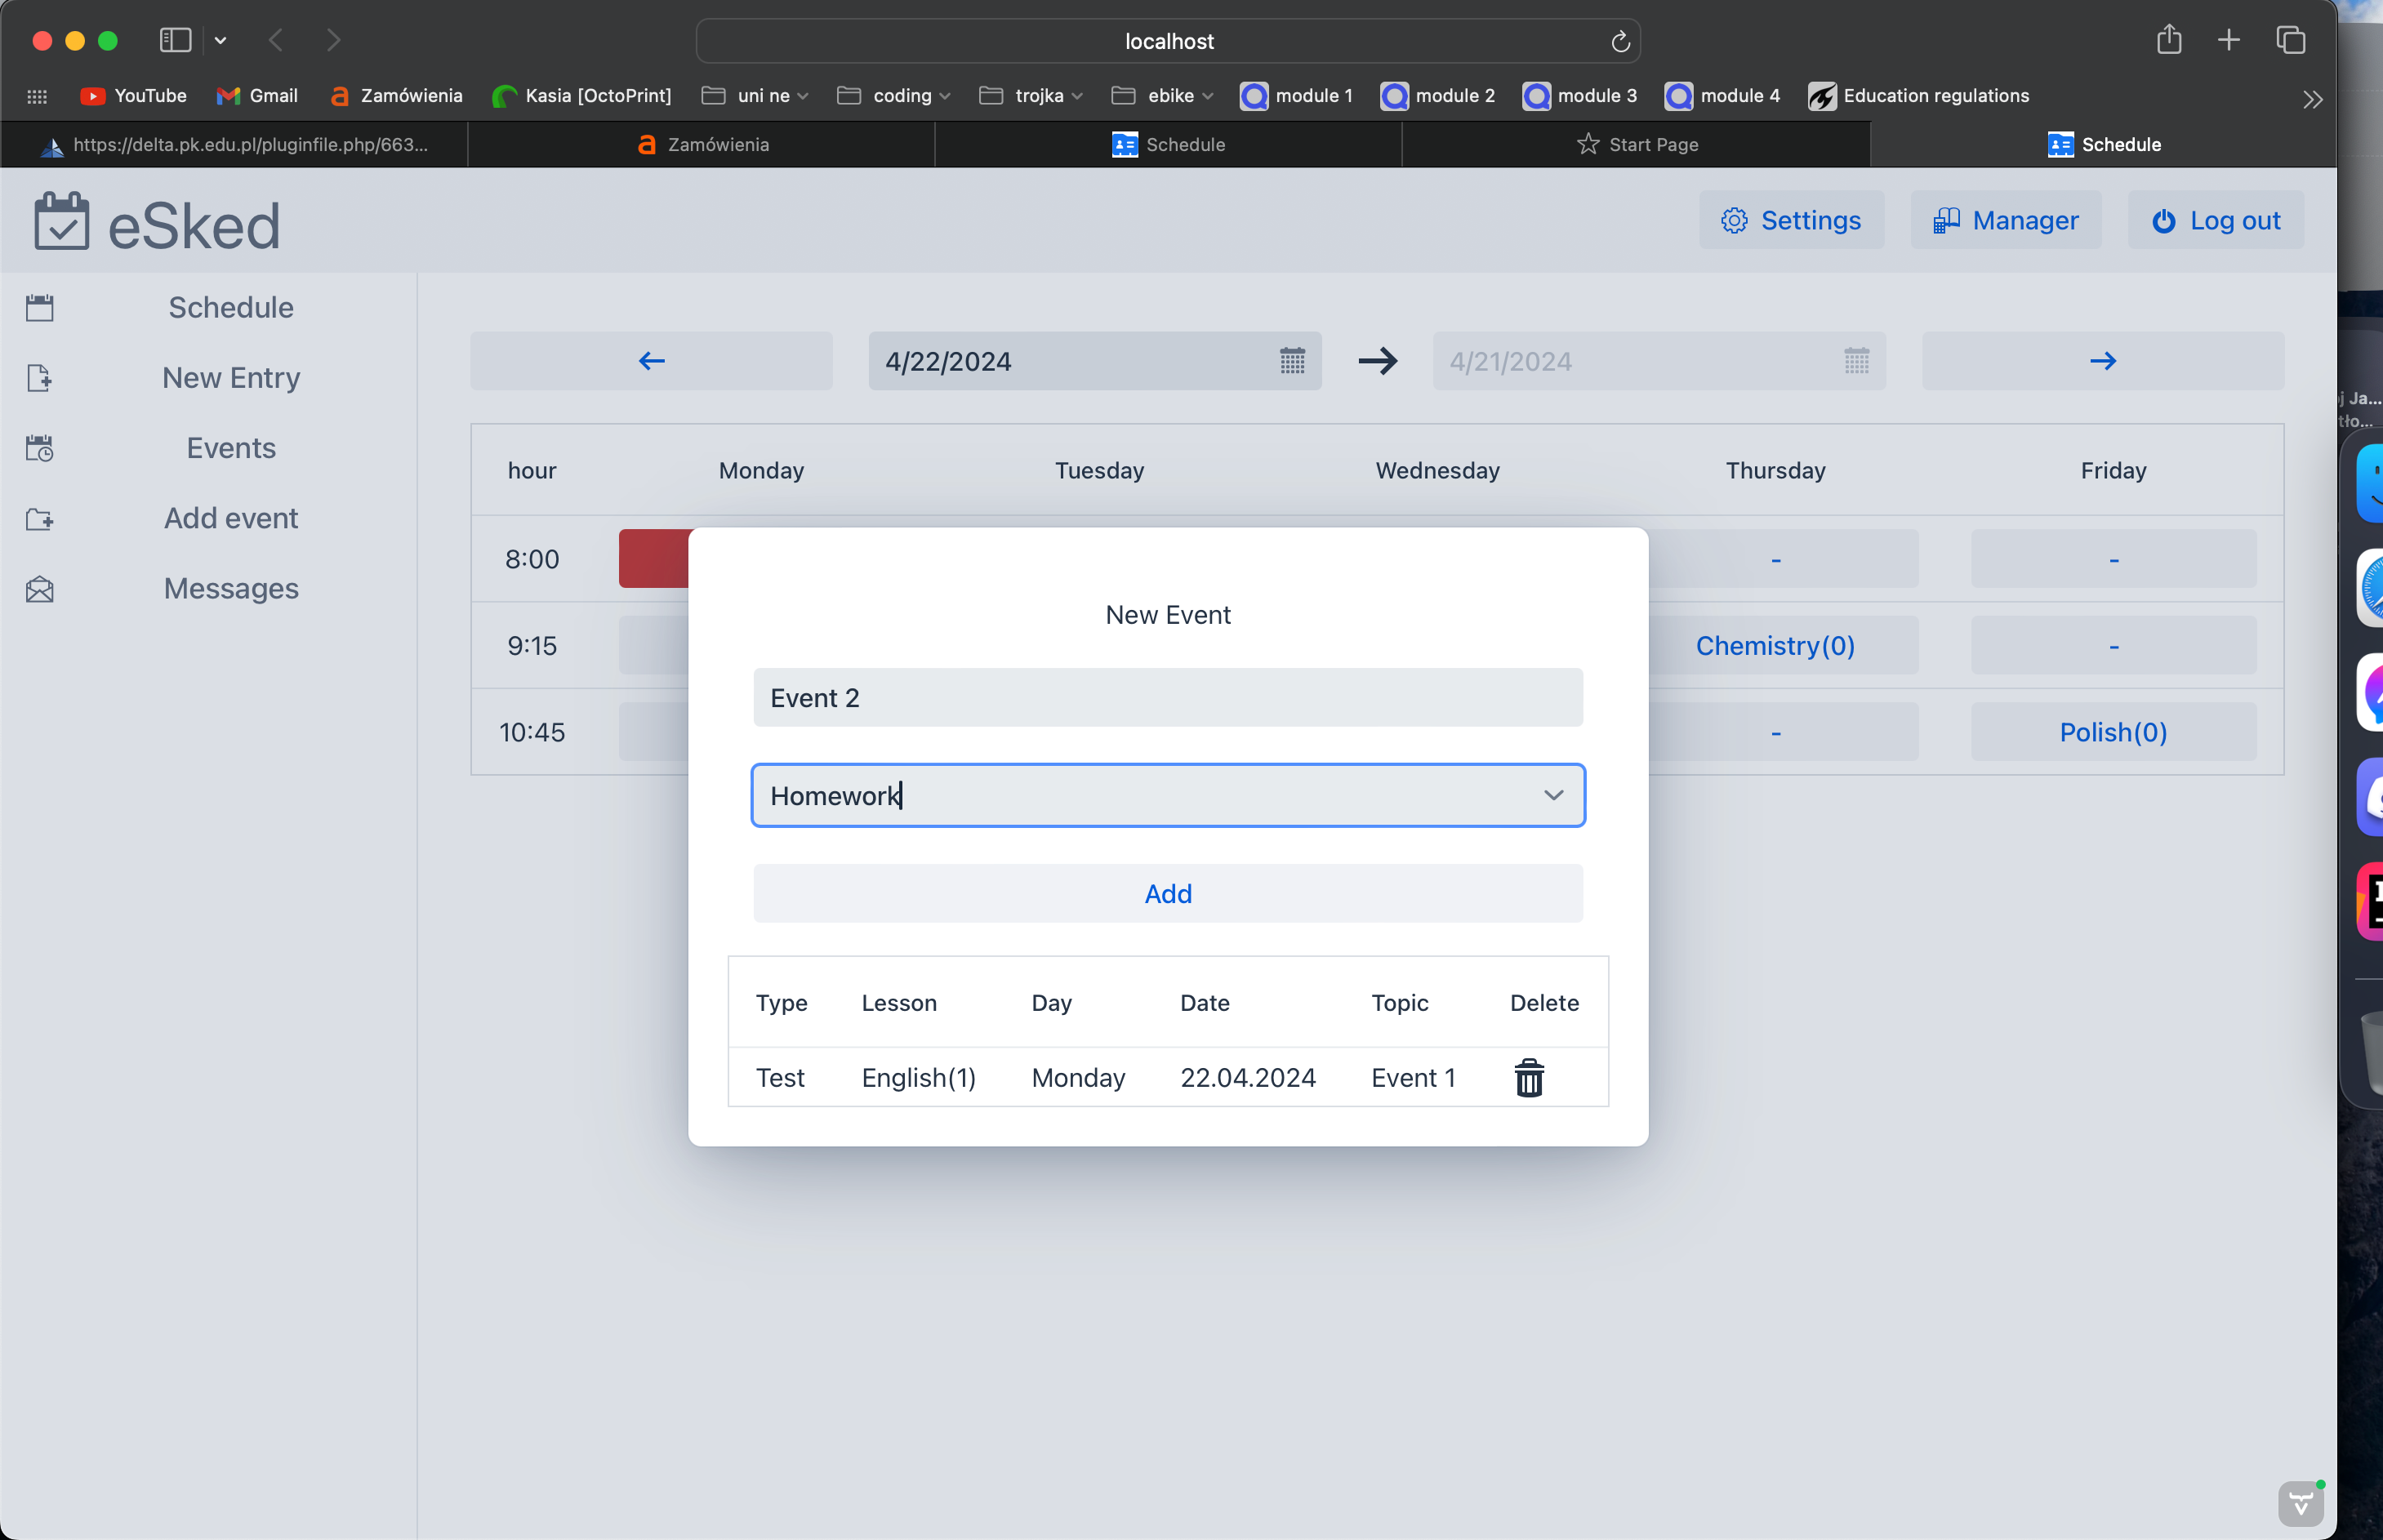 localhost
YouTube Gmail Zamówienia Kasia [OctoPrint] uni ne coding trojka ebike module 1 module 2 module 3 module 4 Education regulations
https://delta.pk.edu.pl/pluginfile.php/663... Zamówienia Schedule Start Page Schedule
eSked Settings Manager Log out
Schedule
New Entry
Events
Add event
Messages
4/22/2024 4/21/2024
hour Monday Tuesday Wednesday Thursday Friday
8:00 - -
9:15 Chemistry(0) -
10:45 - Polish(0)
New Event
Event 2
Homework
Add
Type Lesson Day Date Topic Delete
Test English(1) Monday 22.04.2024 Event 1